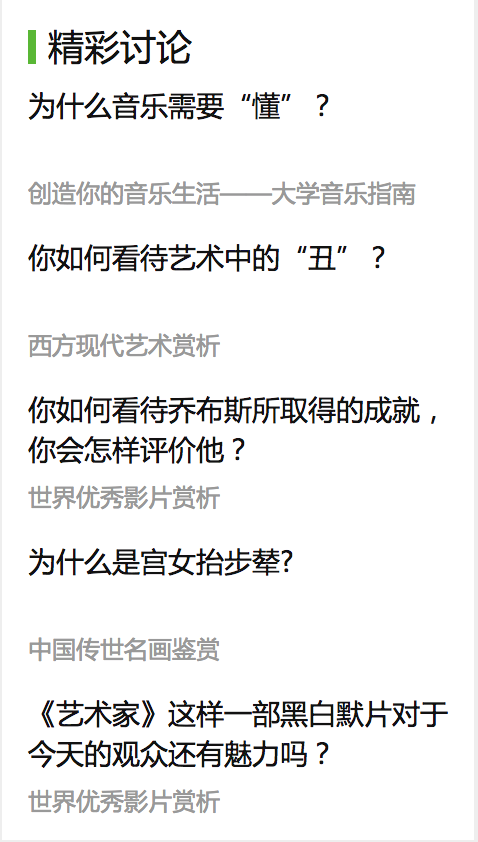 精彩讨论
为什么音乐需要“懂”？
创造你的音乐生活——大学音乐指南
你如何看待艺术中的“丑”？
西方现代艺术赏析
你如何看待乔布斯所取得的成就，
你会怎样评价他？
世界优秀影片赏析
为什么是宫女抬步辇?
中国传世名画鉴赏
《艺术家》这样一部黑白默片对于
今天的观众还有魅力吗？
世界优秀影片赏析